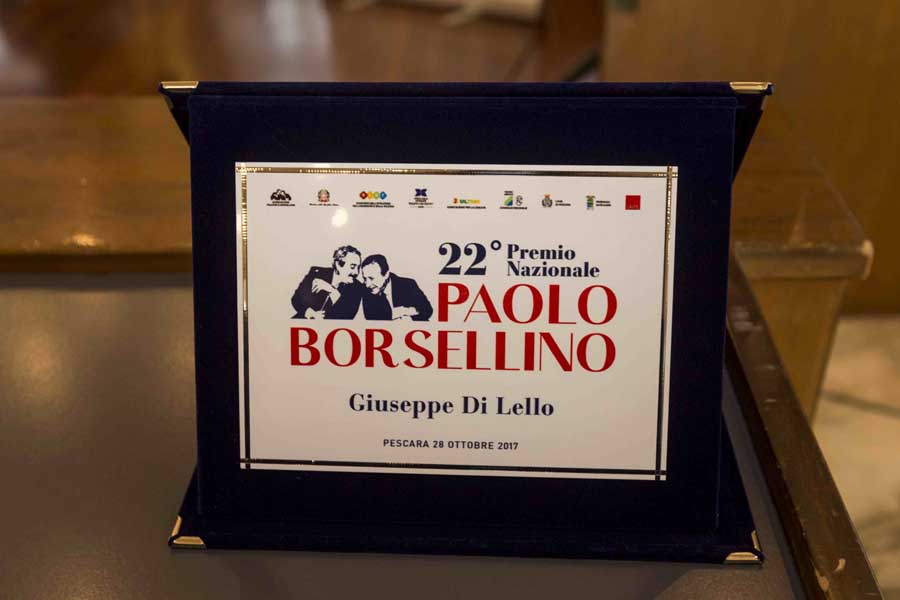 22° Premio
Nazionale
PAOLO
BORSELLINO
Giuseppe Di Lello
PESCARA 28 OTTOBRE 2017